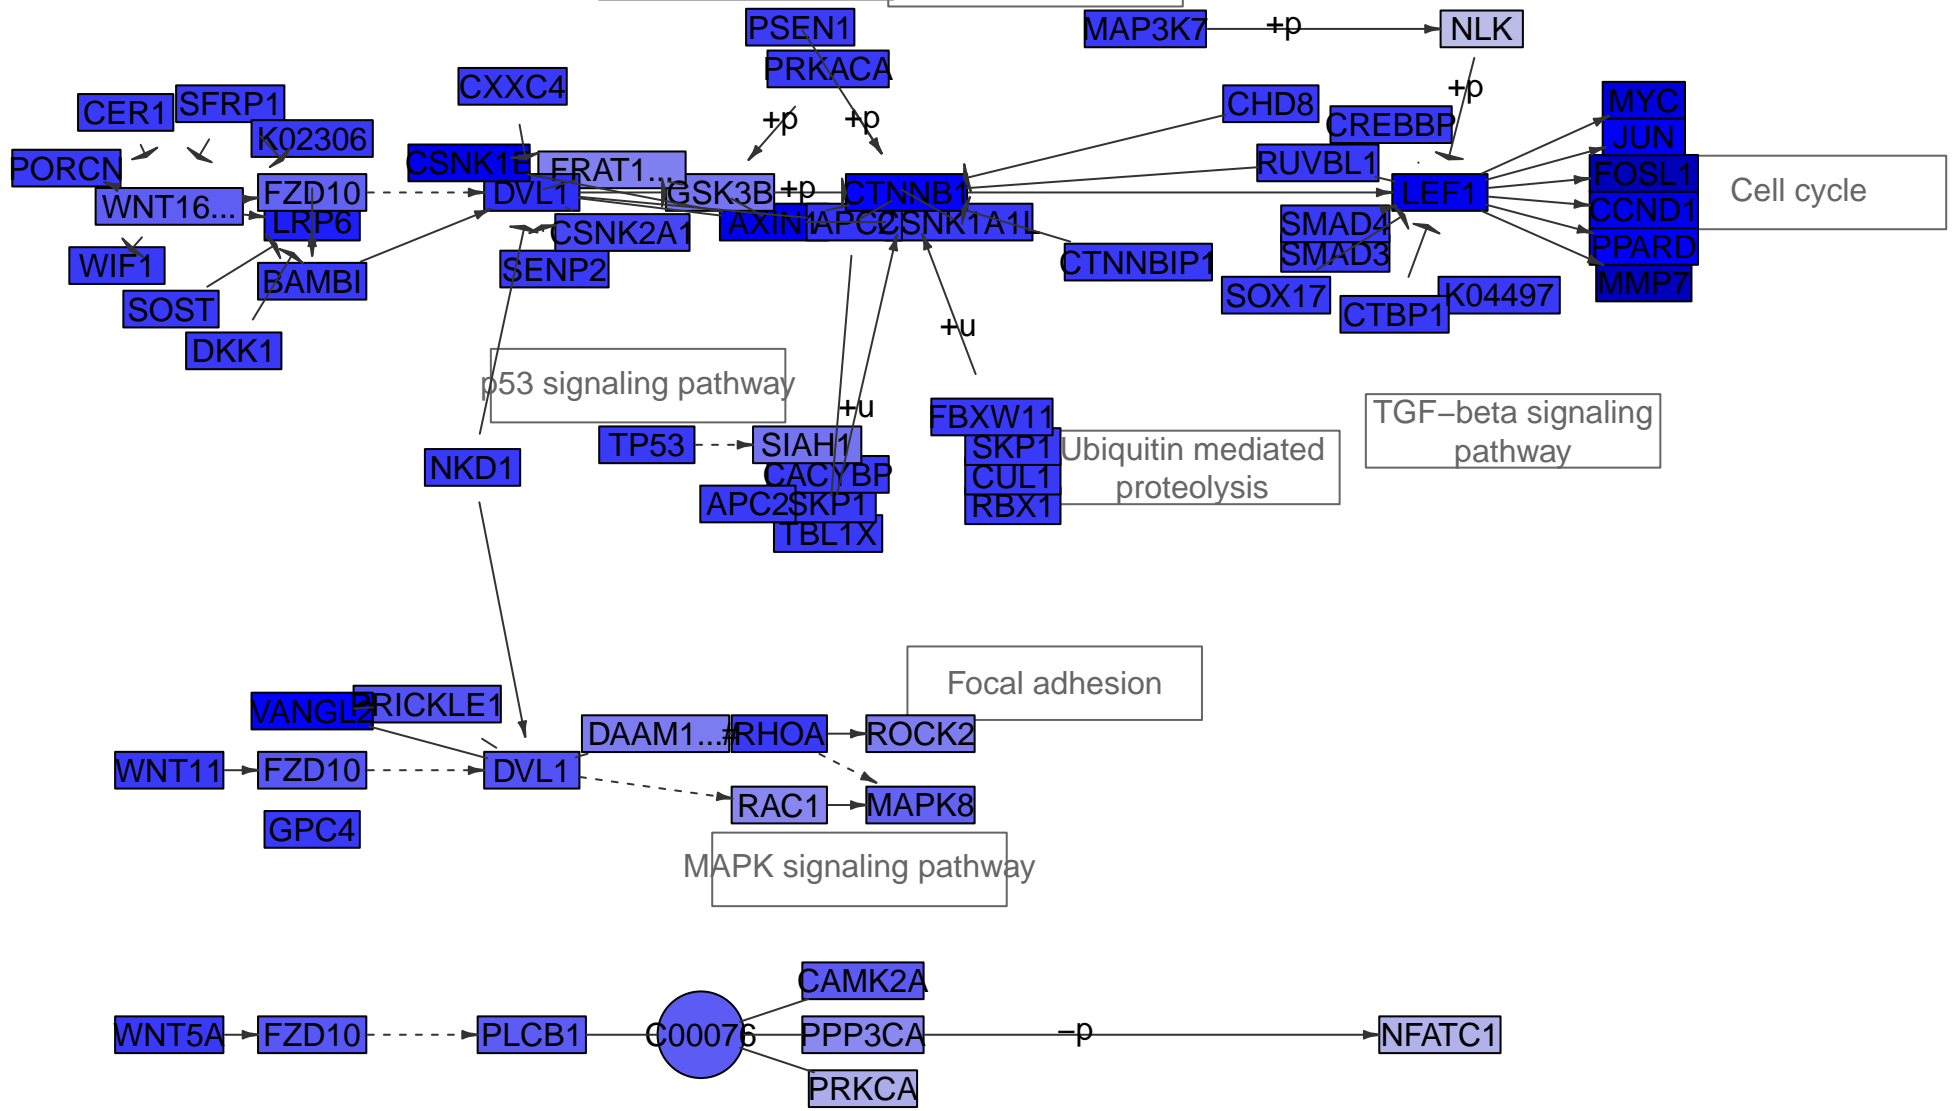 PSEN1
MAP3K7
+p
NLK
PRKACA
CXXC4
CER1
SFRP1
K02306
+p
+p
CHD8
CREBBP
+p
MYC
JUN
PORCN
CSNK1E
FRAT1...
RUVBL1
FOSL1
Cell cycle
WNT16...
FZD10
DVL1
GSK3B
+p
CTNNB1
LEF1
LRP6
CSNK2A1
AXIN1
APC2
CSNK1A1L
SMAD4
CCND1
WIF1
BAMBI
SENP2
CTNNBIP1
SMAD3
PPARD
SOST
SOX17
CTBP1
K04497
MMP7
DKK1
+u
p53 signaling pathway
+u
FBXW11
TGF−beta signaling
pathway
NKD1
TP53
SIAH1
SKP1
Ubiquitin mediated
proteolysis
CACYBP
CUL1
APC2
SKP1
RBX1
TBL1X
Focal adhesion
VANGL2
PRICKLE1
DAAM1...#
RHOA
ROCK2
WNT11
FZD10
DVL1
RAC1
MAPK8
GPC4
MAPK signaling pathway
CAMK2A
WNT5A
FZD10
PLCB1
C00076
PPP3CA
−p
NFATC1
PRKCA